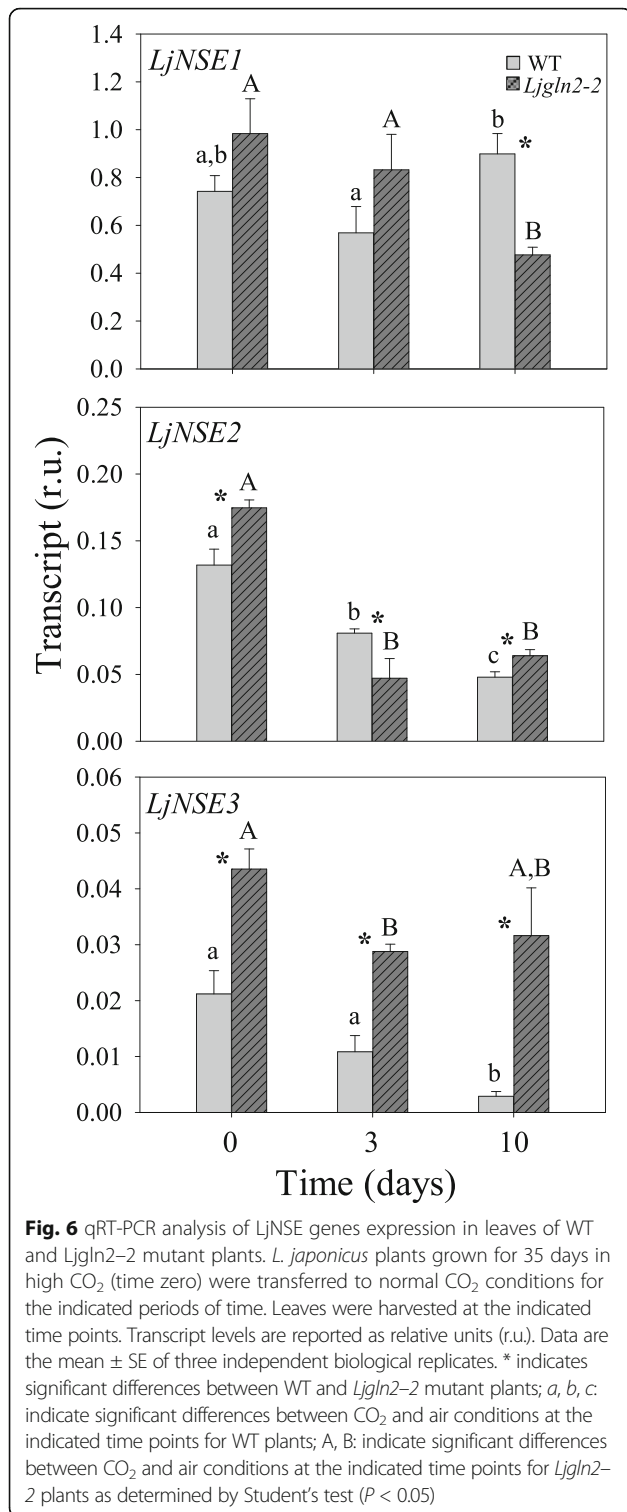 LjNSE1
WT
Ljgln2-2
1.4
1.2
1.0
0.8
0.6
0.4
0.2
0.0
a,b
A
a
A
b
*
B
LjNSE2
0.25
0.20
0.15
0.10
0.05
0.00
a
*
A
b
*
B
c
*
B
Transcript (r.u.)
LjNSE3
0.06
0.05
0.04
0.03
0.02
0.01
0.00
a
*
A
a
*
B
b
*
A,B
0 3 10
Time (days)
Fig. 6 qRT-PCR analysis of LjNSE genes expression in leaves of WT
and Ljgln2–2 mutant plants. L. japonicus plants grown for 35 days in
high CO₂ (time zero) were transferred to normal CO₂ conditions for
the indicated periods of time. Leaves were harvested at the indicated
time points. Transcript levels are reported as relative units (r.u.). Data are
the mean ± SE of three independent biological replicates. * indicates
significant differences between WT and Ljgln2–2 mutant plants; a, b, c:
indicate significant differences between CO₂ and air conditions at the
indicated time points for WT plants; A, B: indicate significant differences
between CO₂ and air conditions at the indicated time points for Ljgln2–
2 plants as determined by Student's test (P < 0.05)